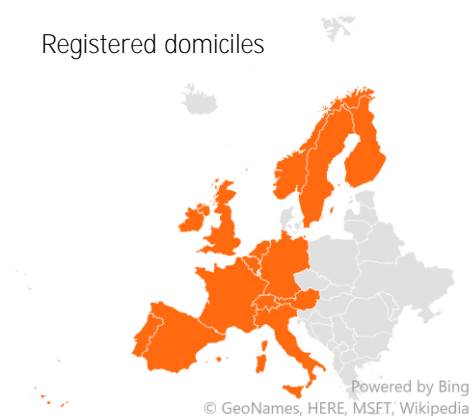 Registered domiciles
Powered by Bing
© GeoNames, HERE, MSFT, Wikipedia